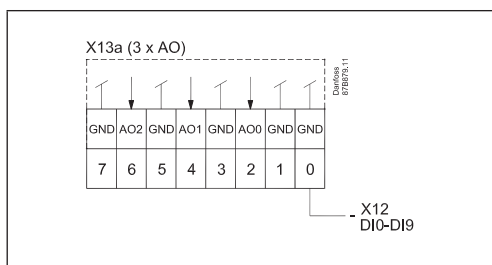 X13a (3 x AO)
Danfoss
87B879.11
GND AO2 GND AO1 GND AO0 GND GND
7 6 5 4 3 2 1 0
- X12
DI0-DI9